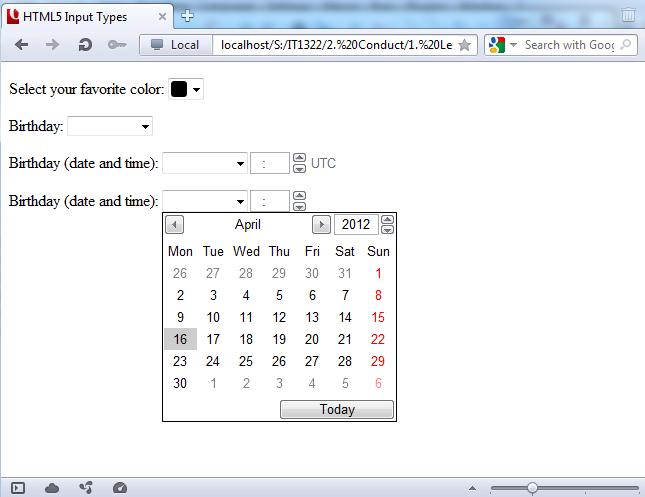 HTML5 Input Types
Local localhost/S:/IT1322/2.%20Conduct/1.%20Le Search with Goog
Select your favorite color:
Birthday:
Birthday (date and time): : UTC
Birthday (date and time): :
April 2012
Mon Tue Wed Thu Fri Sat Sun
26 27 28 29 30 31 1
2 3 4 5 6 7 8
9 10 11 12 13 14 15
16 17 18 19 20 21 22
23 24 25 26 27 28 29
30 1 2 3 4 5 6
Today